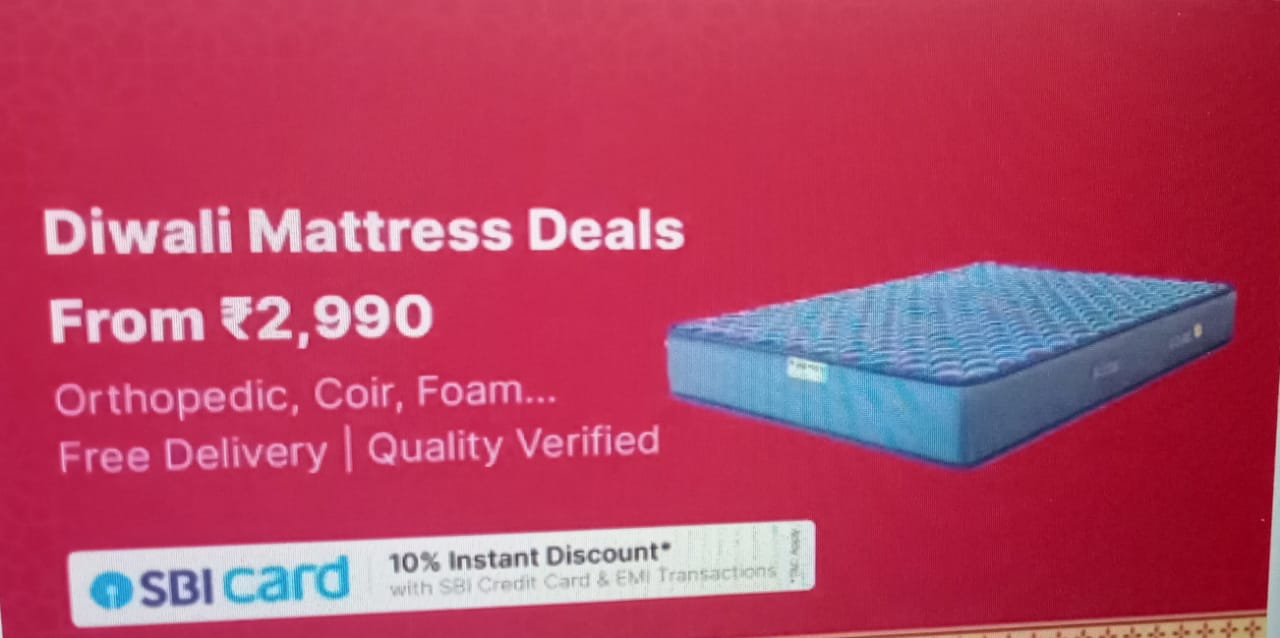 Diwali Mattress Deals
From ₹2,990
Orthopedic, Coir, Foam...
Free Delivery | Quality Verified
SBI card
10% Instant Discount*
with SBI Credit Card & EMI Transactions